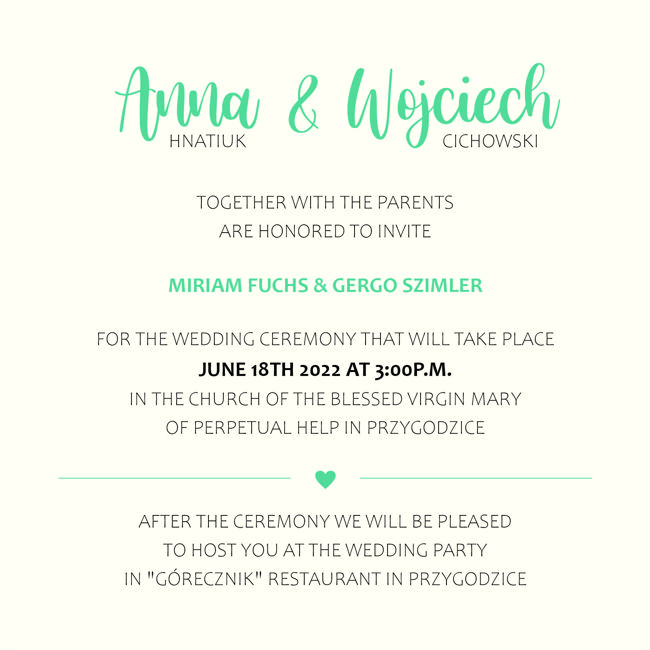 Anna & Wojciech
HNATIUK CICHOWSKI
TOGETHER WITH THE PARENTS
ARE HONORED TO INVITE
MIRIAM FUCHS & GERGO SZIMLER
FOR THE WEDDING CEREMONY THAT WILL TAKE PLACE
JUNE 18TH 2022 AT 3:00P.M.
IN THE CHURCH OF THE BLESSED VIRGIN MARY
OF PERPETUAL HELP IN PRZYGODZICE
AFTER THE CEREMONY WE WILL BE PLEASED
TO HOST YOU AT THE WEDDING PARTY
IN "GÓRECZNIK" RESTAURANT IN PRZYGODZICE